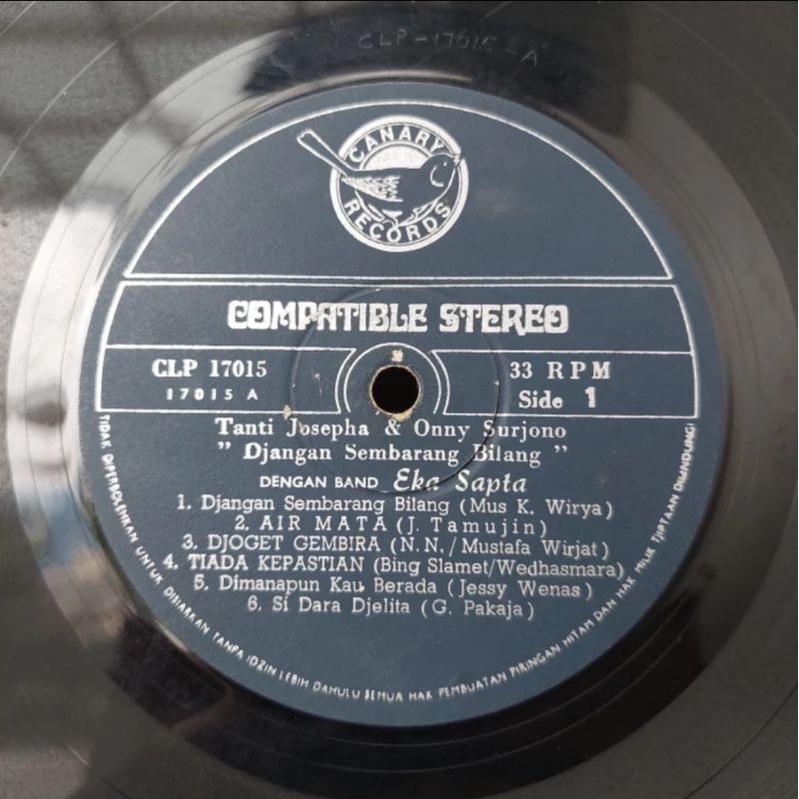 CLP-17015-A
CANARY
RECORDS
COMPATIBLE STEREO
CLP 17015
17015 A
33 RPM
Side 1
Tanti Josepha & Onny Surjono
" Djangan Sembarang Bilang "
DENGAN BAND Eka Sapta
1. Djangan Sembarang Bilang (Mus K. Wirya)
2. AIR MATA (J. Tamujin)
3. DJOGET GEMBIRA (N.N./Mustafa Wirjat)
4. TIADA KEPASTIAN (Bing Slamet/Wedhasmara)
5. Dimanapun Kau Berada (Jessy Wenas)
6. Si Dara Djelita (G. Pakaja)
TIDAK DIPERBOLEHKAN UNTUK DISIARKAN TANPA IDZIN LEBIH DAHULU SEMUA HAK PEMBUATAN PIRINGAN HITAM DAN HAK MILIK TJIPTAAN DILINDUNGI